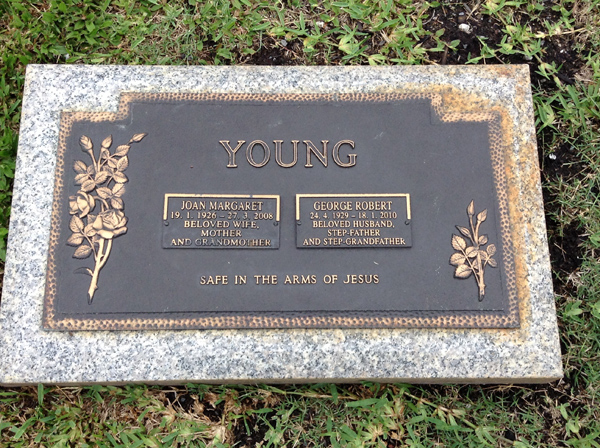 YOUNG
JOAN MARGARET
19. 1. 1926 - 27. 3. 2008
BELOVED WIFE,
MOTHER
AND GRANDMOTHER
GEORGE ROBERT
24. 4. 1929 - 18. 1. 2010
BELOVED HUSBAND,
STEP-FATHER
AND STEP-GRANDFATHER
SAFE IN THE ARMS OF JESUS